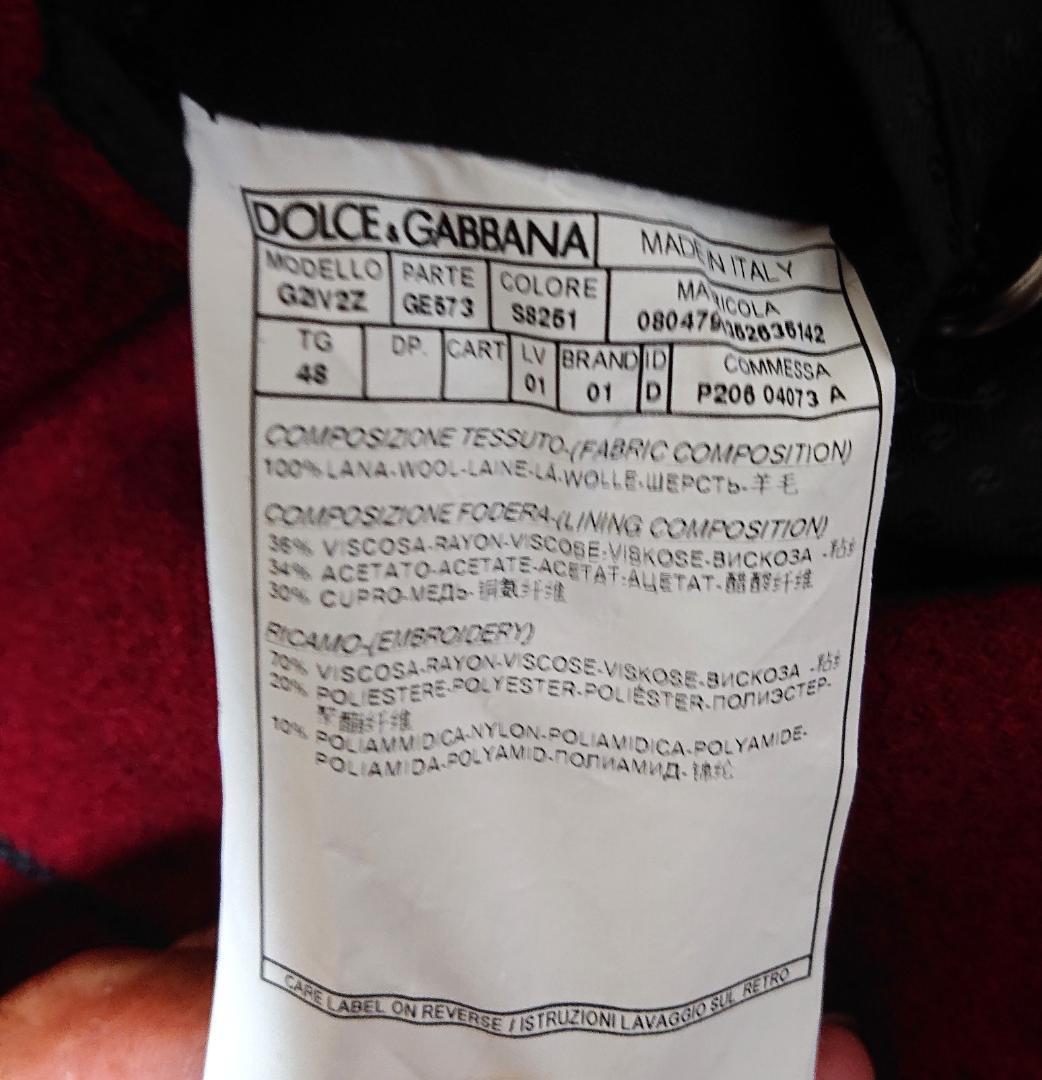 DOLCE&GABBANA MADE IN ITALY
MODELLO PARTE COLORE MATRICOLA
G2IV2Z GE573 S8251
TG DP. CART LV BRAND ID COMMESSA
48 01 01 D P206 04073 A
COMPOSIZIONE TESSUTO-(FABRIC COMPOSITION)
100% LANA-WOOL-LAINE-LA-WOLLE-ШЕРСТЬ-羊毛
COMPOSIZIONE FODERA-(LINING COMPOSITION)
36% VISCOSA-RAYON-VISCOSE-VISKOSE-ВИСКОЗА -粘纟
34% ACETATO-ACETATE-ACETAT-АЦЕТАТ-醋酸纤维
30% CUPRO-МЕДЬ-铜氨纤维
RICAMO-(EMBROIDERY)
70% VISCOSA-RAYON-VISCOSE-VISKOSE-ВИСКОЗА -粘纟
20% POLIESTERE-POLYESTER-POLIÉSTER-ПОЛИЭСТЕР-
聚酯纤维
10% POLIAMMIDICA-NYLON-POLIAMIDICA-POLYAMIDE-
POLIAMIDA-POLYAMID-ПОЛИАМИД-锦纶
CARE LABEL ON REVERSE / ISTRUZIONI LAVAGGIO SUL RETRO